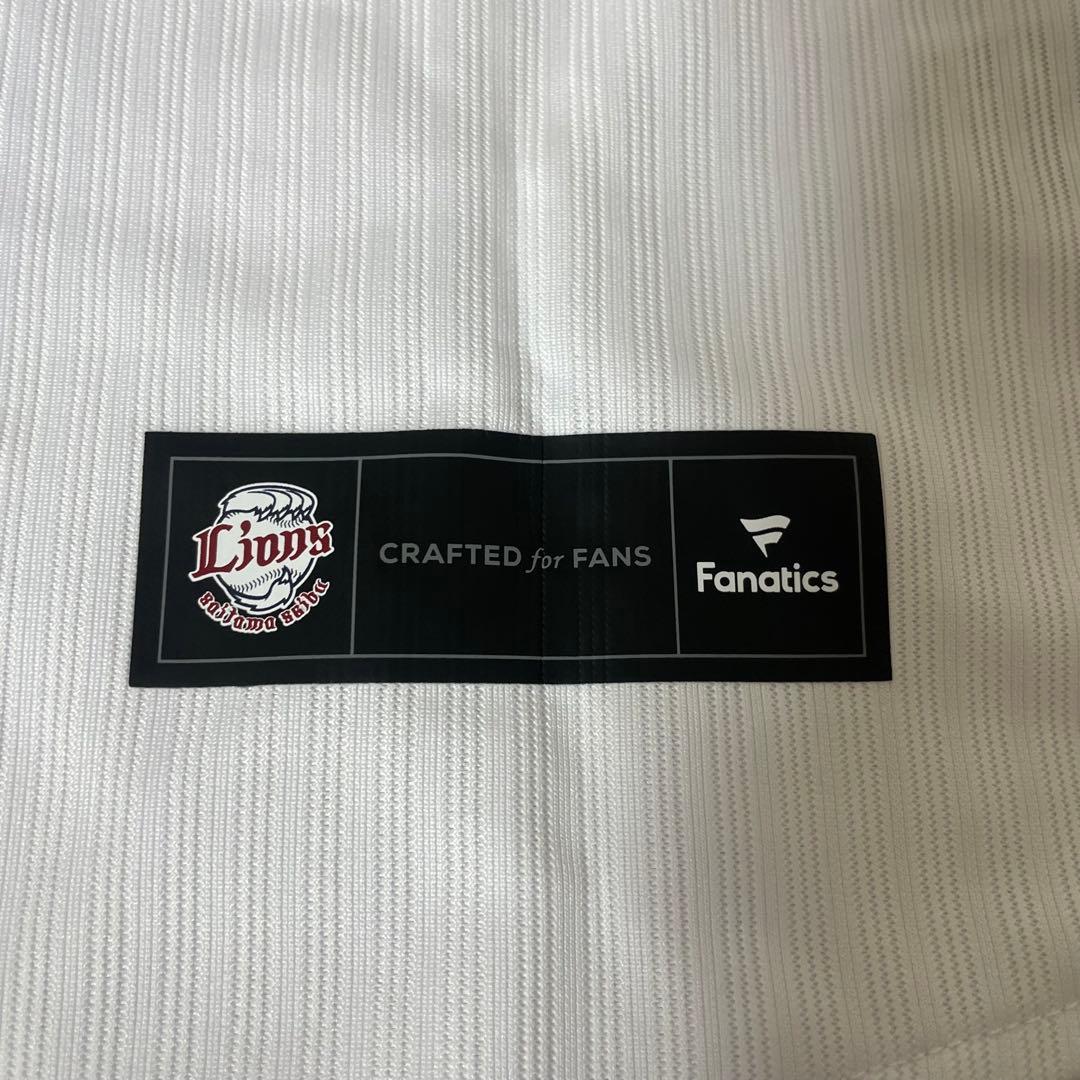 Lions
saitama seibu
CRAFTED for FANS
Fanatics